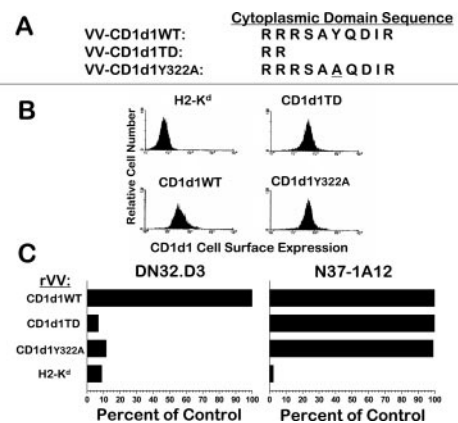 A
Cytoplasmic Domain Sequence
VV-CD1d1WT: R R R S A Y Q D I R
VV-CD1d1TD: R R
VV-CD1d1Y322A: R R R S A A Q D I R
B
H2-Kᵈ CD1d1TD
CD1d1WT CD1d1Y322A
Relative Cell Number
CD1d1 Cell Surface Expression
C
rVV: DN32.D3 N37-1A12
CD1d1WT
CD1d1TD
CD1d1Y322A
H2-Kᵈ
0 10 20 30 40 50 60 70 80 90 100 0 10 20 30 40 50 60 70 80 90 100
Percent of Control Percent of Control